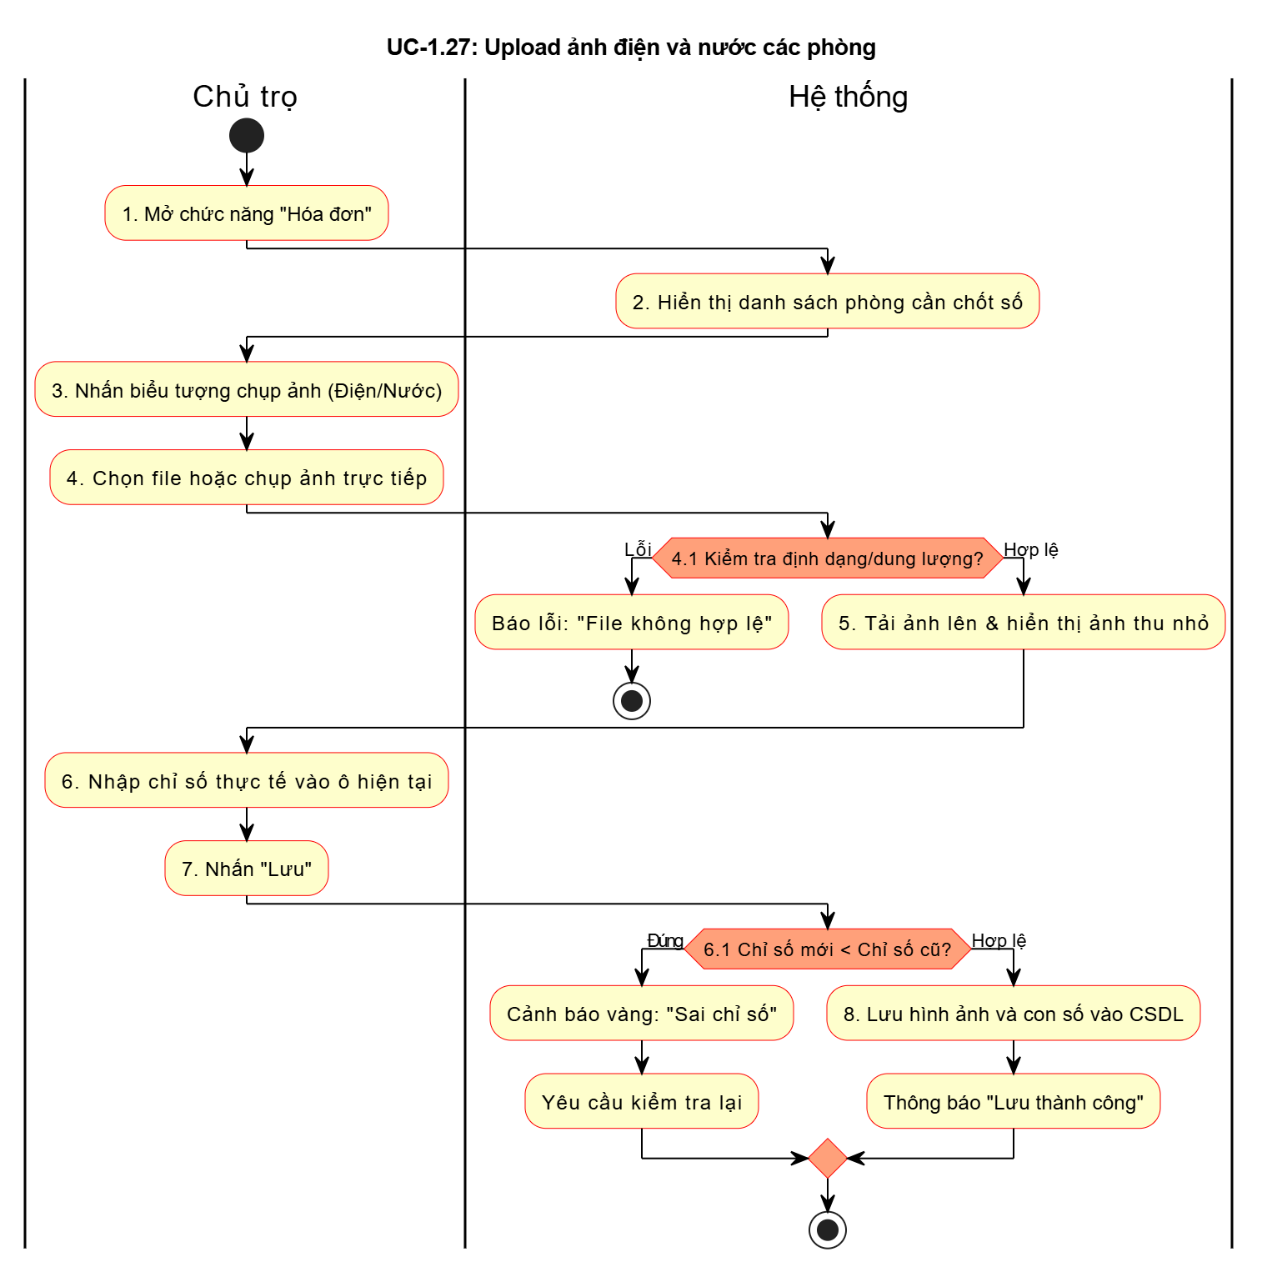 UC-1.27: Upload ảnh điện và nước các phòng
Chủ trọ
Hệ thống
1. Mở chức năng "Hóa đơn"
2. Hiển thị danh sách phòng cần chốt số
3. Nhấn biểu tượng chụp ảnh (Điện/Nước)
4. Chọn file hoặc chụp ảnh trực tiếp
Lỗi
4.1 Kiểm tra định dạng/dung lượng?
Hợp lệ
Báo lỗi: "File không hợp lệ"
5. Tải ảnh lên & hiển thị ảnh thu nhỏ
6. Nhập chỉ số thực tế vào ô hiện tại
7. Nhấn "Lưu"
Đúng
6.1 Chỉ số mới < Chỉ số cũ?
Hợp lệ
Cảnh báo vàng: "Sai chỉ số"
8. Lưu hình ảnh và con số vào CSDL
Yêu cầu kiểm tra lại
Thông báo "Lưu thành công"